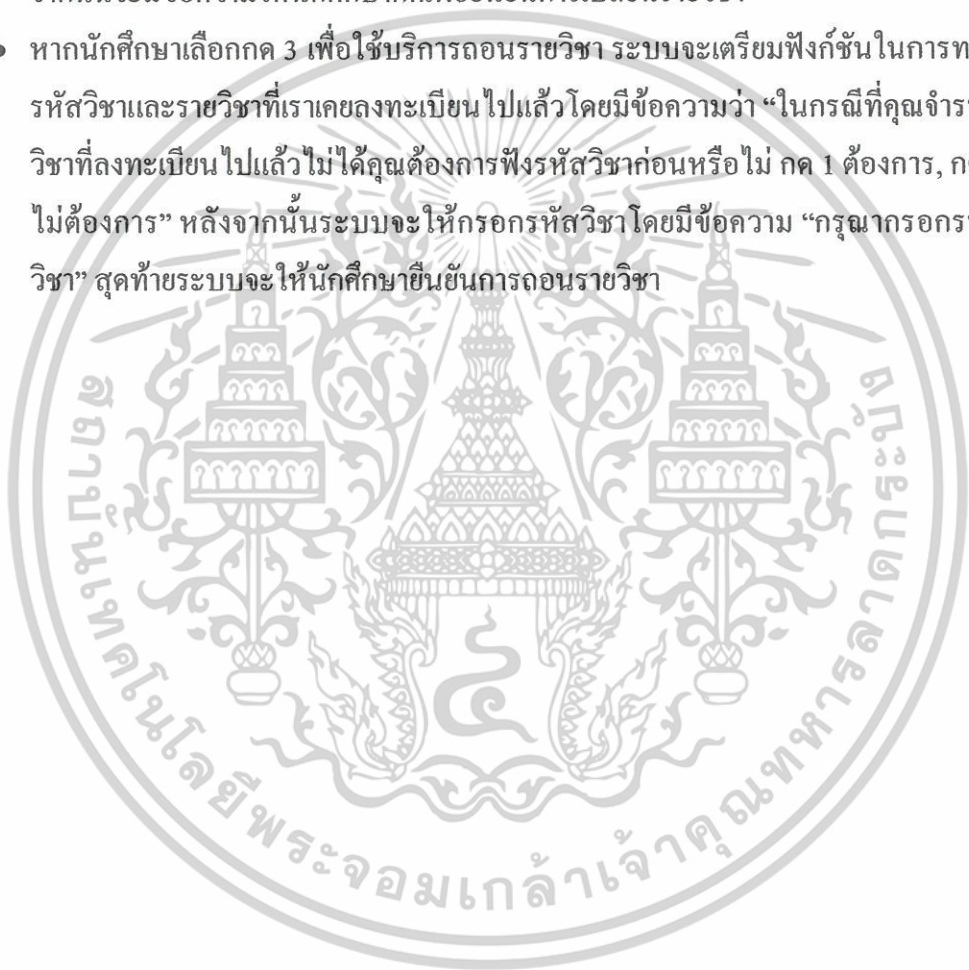 • หากนักศึกษาเลือกกด 3 เพื่อใช้บริการถอนรายวิชา ระบบจะเตรียมฟังก์ชันในการท
รหัสวิชาและรายวิชาที่เราเคยลงทะเบียนไปแล้วโดยมีข้อความว่า “ในกรณีที่คุณจำร
วิชาที่ลงทะเบียนไปแล้วไม่ได้คุณต้องการฟังรหัสวิชาก่อนหรือไม่ กด 1 ต้องการ, ก
ไม่ต้องการ” หลังจากนั้นระบบจะให้กรอกรหัสวิชาโดยมีข้อความ “กรุณากรอกร
วิชา” สุดท้ายระบบจะให้นักศึกษายืนยันการถอนรายวิชา
สถาบันเทคโนโลยีพระจอมเกล้าเจ้าคุณทหารลาดกระบัง